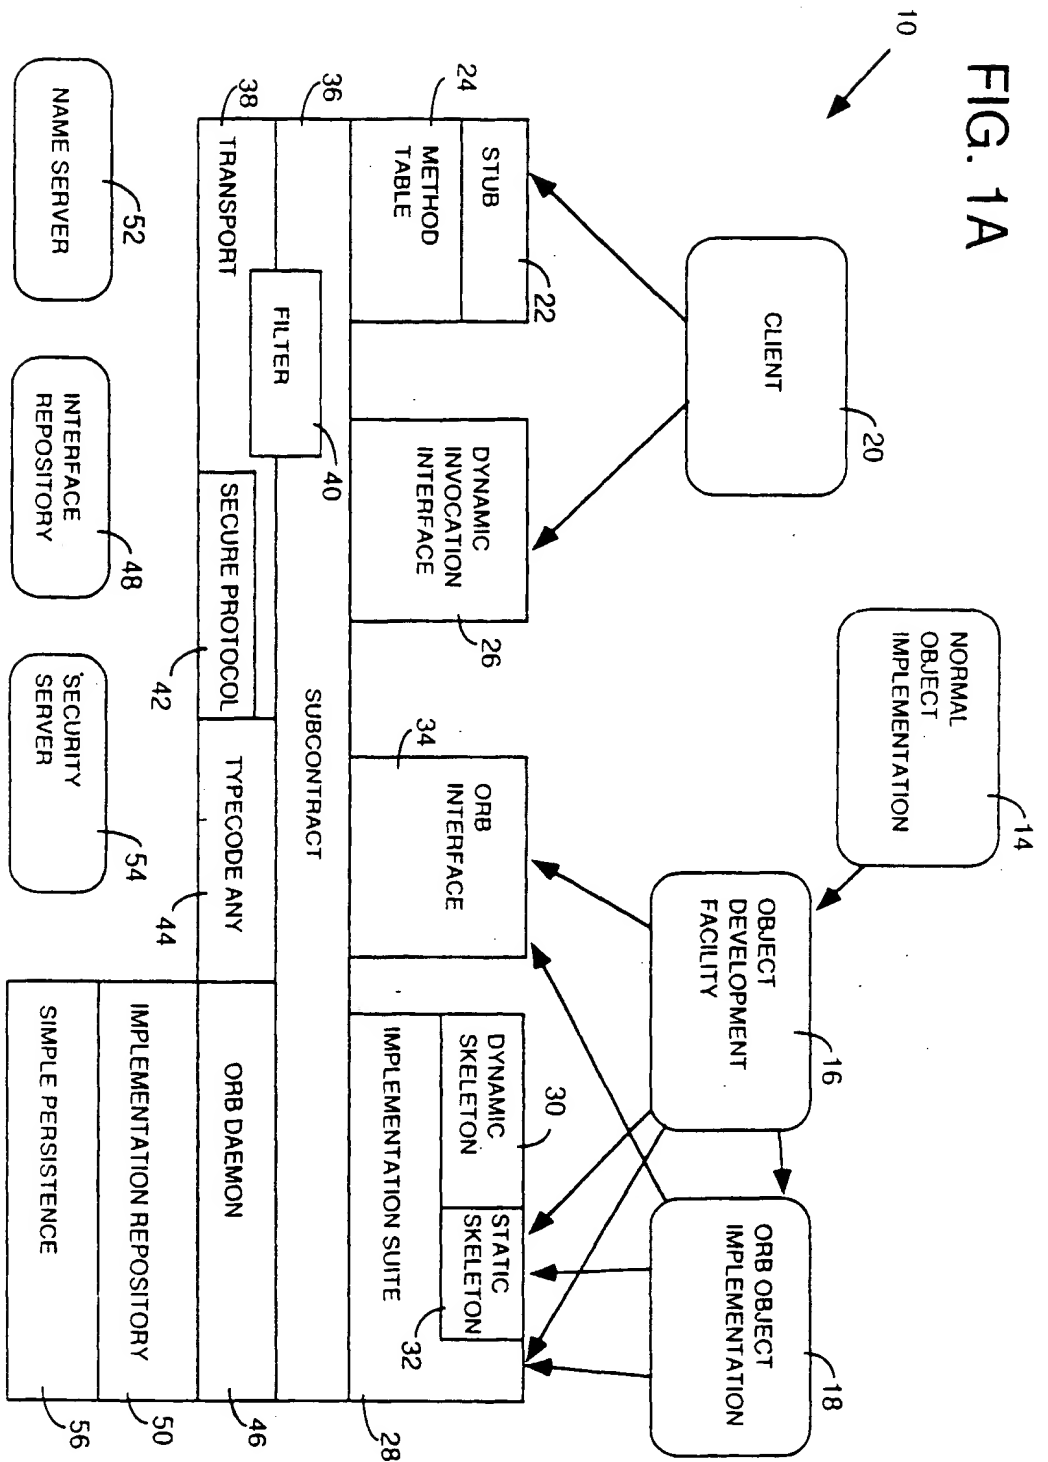 FIG. 1A
10
CLIENT
20
NORMAL
OBJECT
IMPLEMENTATION
14
OBJECT
DEVELOPMENT
FACILITY
16
ORB OBJECT
IMPLEMENTATION
18
STUB
22
METHOD
TABLE
24
DYNAMIC
INVOCATION
INTERFACE
26
ORB
INTERFACE
34
DYNAMIC
SKELETON
30
STATIC
SKELETON
32
IMPLEMENTATION SUITE
28
36
SUBCONTRACT
FILTER
40
38
TRANSPORT
SECURE PROTOCOL
42
TYPECODE ANY
44
ORB DAEMON
46
IMPLEMENTATION REPOSITORY
50
SIMPLE PERSISTENCE
56
NAME SERVER
52
INTERFACE
REPOSITORY
48
SECURITY
SERVER
54